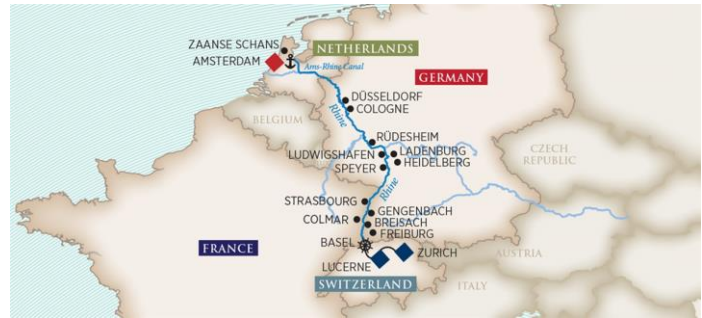 ZAANSE SCHANS
NETHERLANDS
AMSTERDAM
Ams-Rhine Canal
GERMANY
DÜSSELDORF
COLOGNE
BELGIUM
Rhine
RÜDESHEIM
LUDWIGSHAFEN
LADENBURG
HEIDELBERG
SPEYER
CZECH
REPUBLIC
Rhine
STRASBOURG
GENGENBACH
COLMAR
BREISACH
FREIBURG
FRANCE
BASEL
ZURICH
AUSTRIA
LUCERNE
SWITZERLAND
ITALY